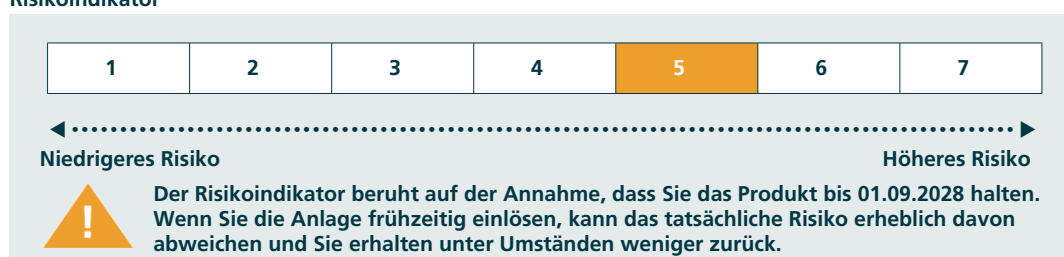 Risikoindikator
1 2 3 4 5 6 7
Niedrigeres Risiko Höheres Risiko
! Der Risikoindikator beruht auf der Annahme, dass Sie das Produkt bis 01.09.2028 halten.
Wenn Sie die Anlage frühzeitig einlösen, kann das tatsächliche Risiko erheblich davon
abweichen und Sie erhalten unter Umständen weniger zurück.